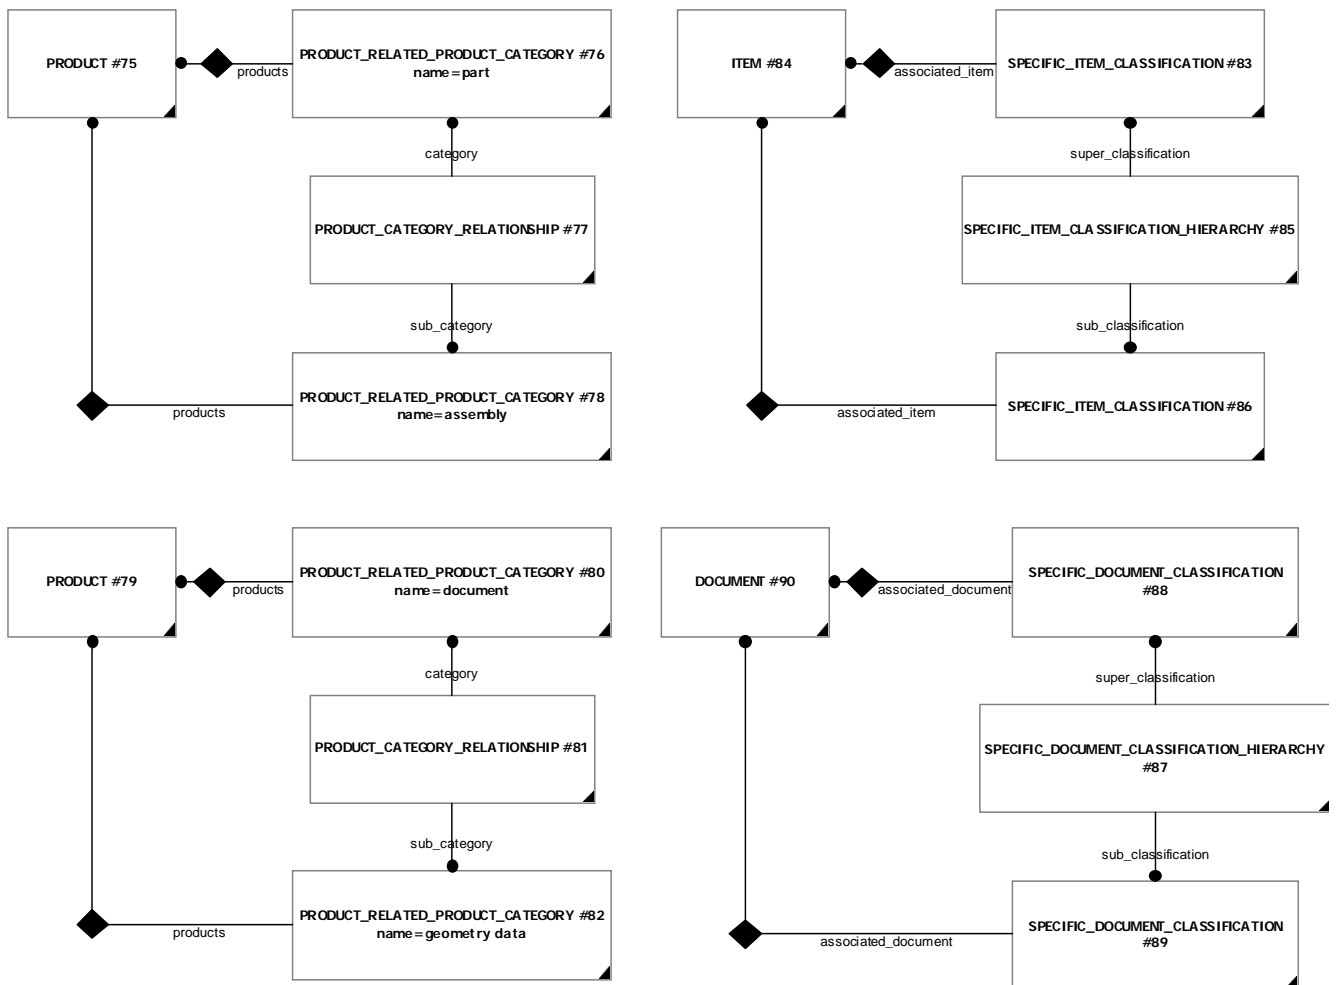 PRODUCT #75
products
PRODUCT_RELATED_PRODUCT_CATEGORY #76
name=part
category
PRODUCT_CATEGORY_RELATIONSHIP #77
sub_category
PRODUCT_RELATED_PRODUCT_CATEGORY #78
name=assembly
products
ITEM #84
associated_item
SPECIFIC_ITEM_CLASSIFICATION #83
super_classification
SPECIFIC_ITEM_CLASSIFICATION_HIERARCHY #85
sub_classification
SPECIFIC_ITEM_CLASSIFICATION #86
associated_item
PRODUCT #79
products
PRODUCT_RELATED_PRODUCT_CATEGORY #80
name=document
category
PRODUCT_CATEGORY_RELATIONSHIP #81
sub_category
PRODUCT_RELATED_PRODUCT_CATEGORY #82
name=geometry data
products
DOCUMENT #90
associated_document
SPECIFIC_DOCUMENT_CLASSIFICATION
#88
super_classification
SPECIFIC_DOCUMENT_CLASSIFICATION_HIERARCHY
#87
sub_classification
SPECIFIC_DOCUMENT_CLASSIFICATION
#89
associated_document